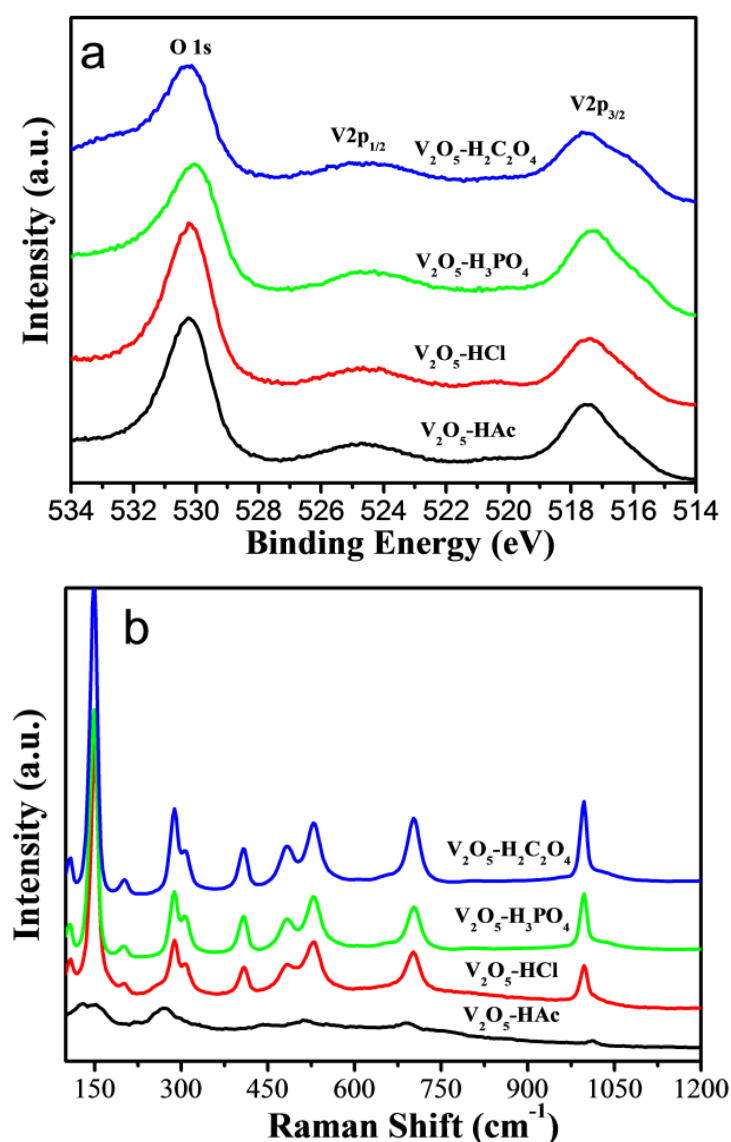 a
O 1s
V2p₁/₂
V2p₃/₂
V₂O₅-H₂C₂O₄
V₂O₅-H₃PO₄
V₂O₅-HCl
V₂O₅-HAc
Intensity (a.u.)
534 532 530 528 526 524 522 520 518 516 514
Binding Energy (eV)
b
V₂O₅-H₂C₂O₄
V₂O₅-H₃PO₄
V₂O₅-HCl
V₂O₅-HAc
Intensity (a.u.)
150 300 450 600 750 900 1050 1200
Raman Shift (cm⁻¹)